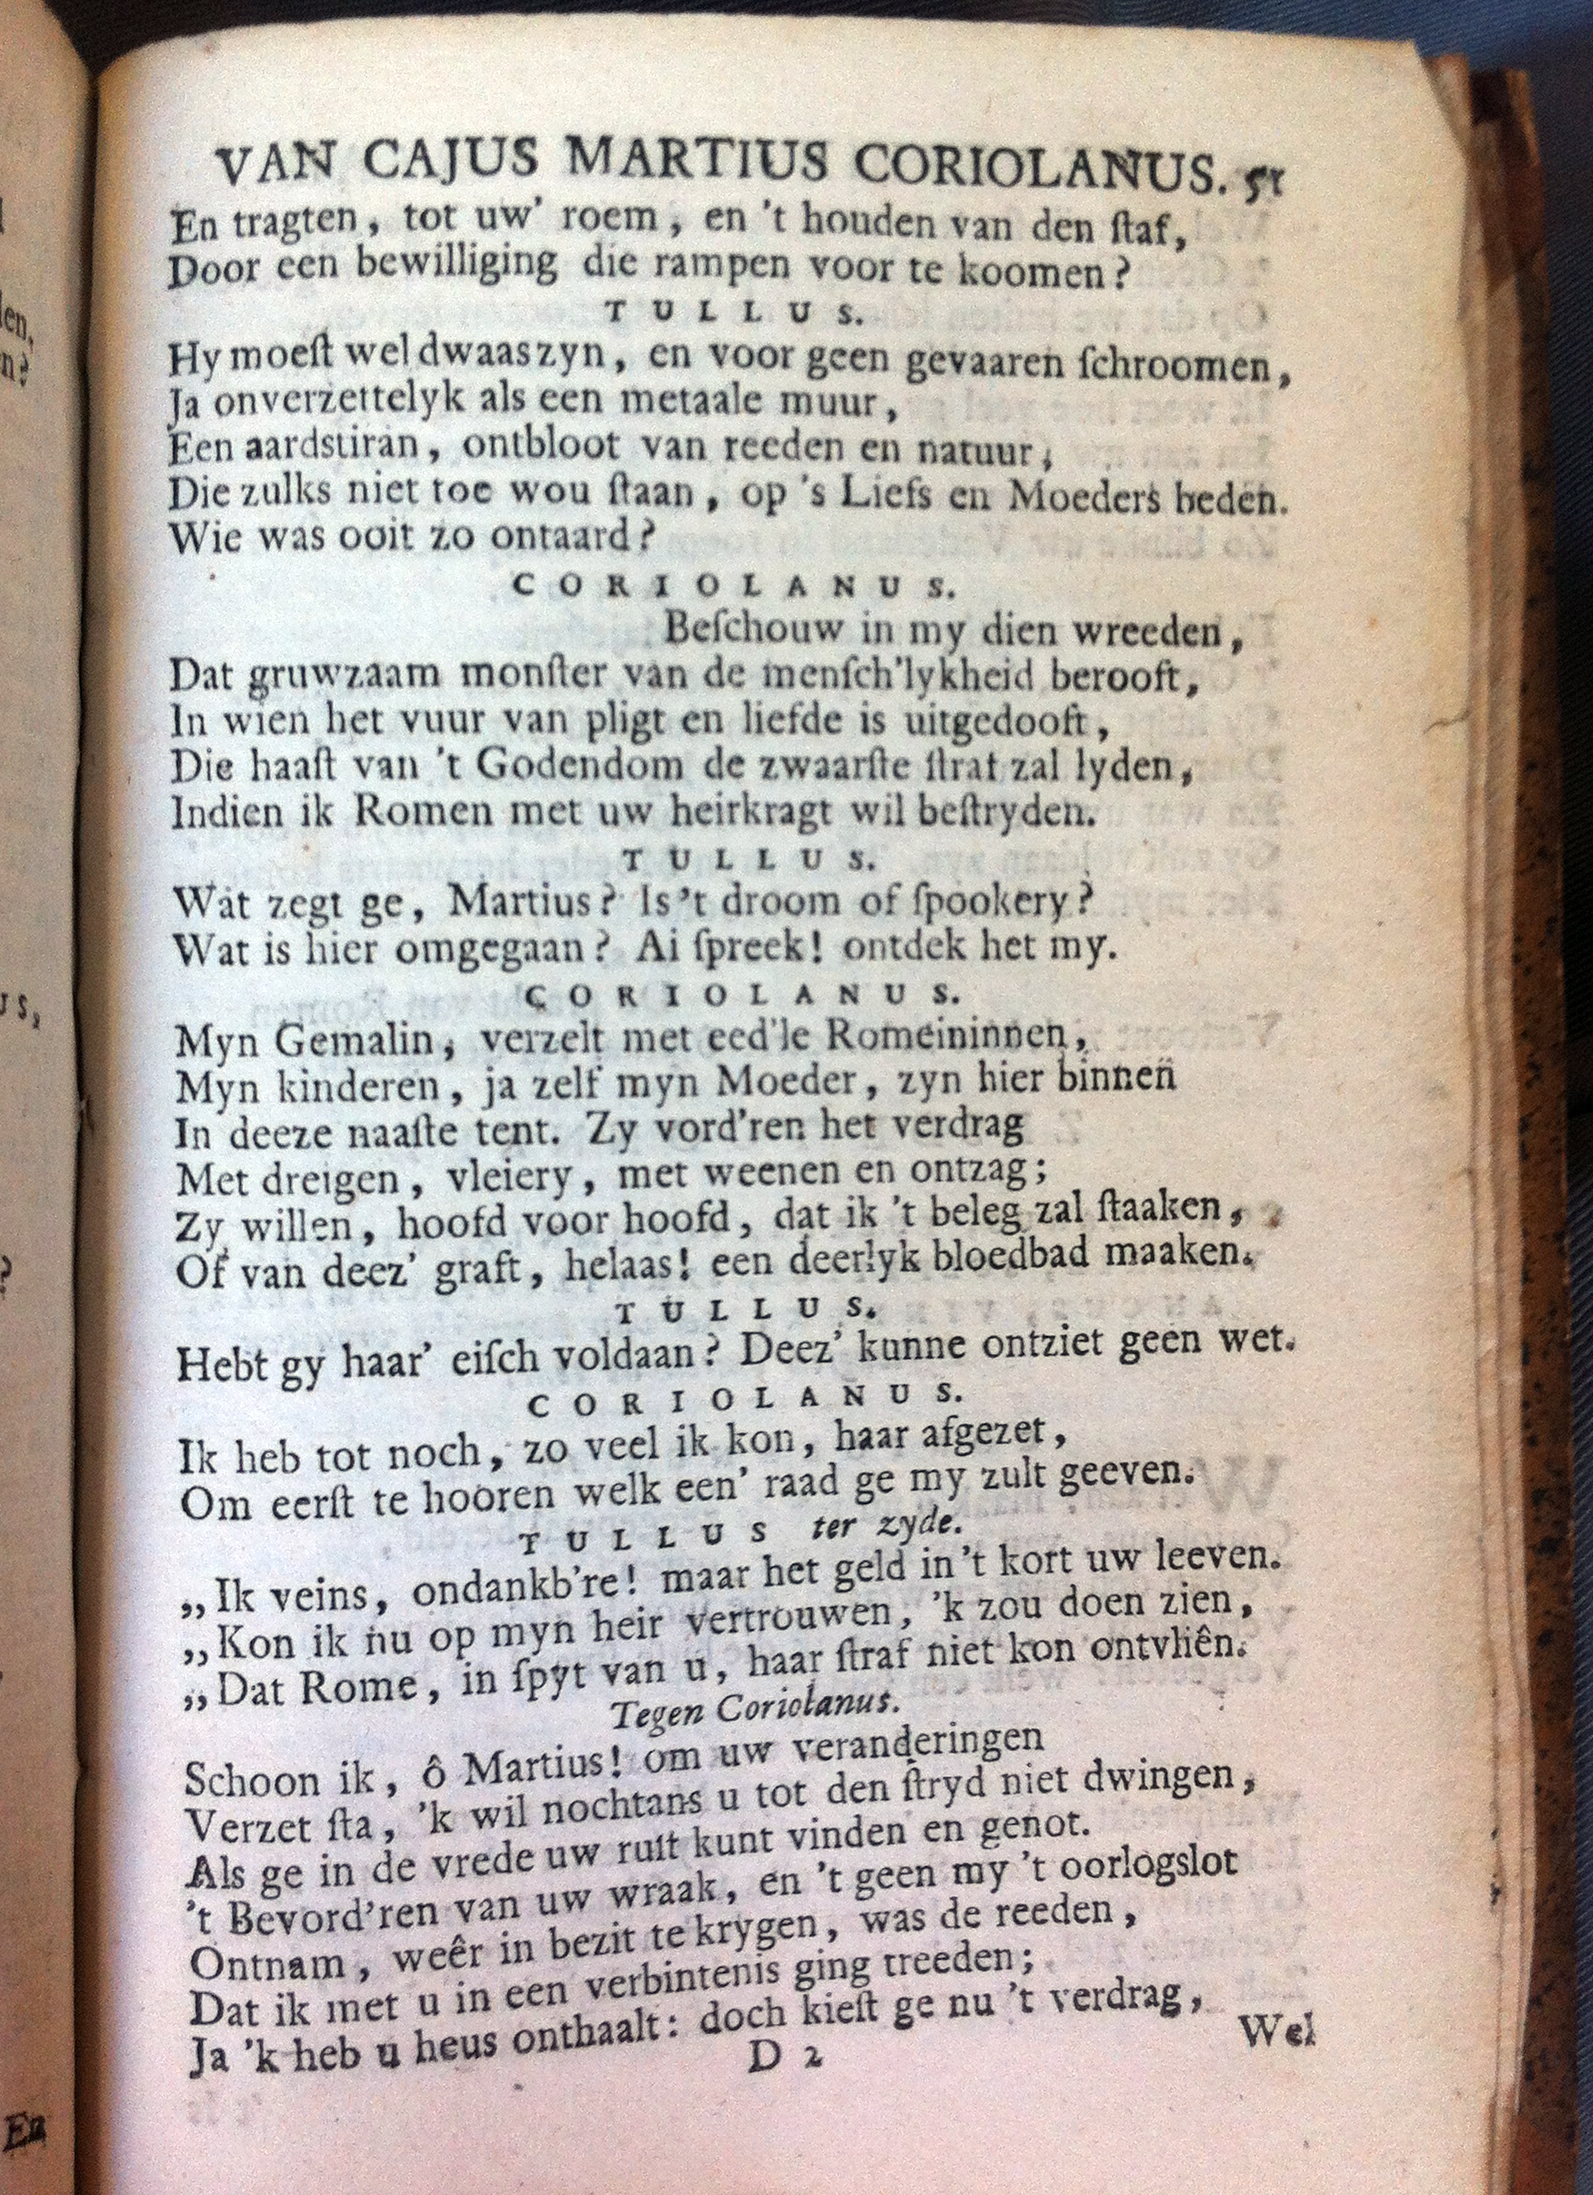 VAN CAJUS MARTIUS CORIOLANUS. 51
En tragten, tot uw' roem, en 't houden van den ſtaf,
Door een bewilliging die rampen voor te koomen?
TULLUS.
Hy moeſt wel dwaas zyn, en voor geen gevaaren ſchroomen,
Ja onverzettelyk als een metaale muur,
Een aardstiran, ontbloot van reeden en natuur,
Die zulks niet toe wou ſtaan, op 's Liefs en Moeders beden.
Wie was ooit zo ontaard?
CORIOLANUS.
Beſchouw in my dien wreeden,
Dat gruwzaam monſter van de menſch'lykheid berooft,
In wien het vuur van pligt en liefde is uitgedooft,
Die haaſt van 't Godendom de zwaarſte ſtraf zal lyden,
Indien ik Romen met uw heirkragt wil beſtryden.
TULLUS.
Wat zegt ge, Martius? Is 't droom of ſpookery?
Wat is hier omgegaan? Ai ſpreek! ontdek het my.
CORIOLANUS.
Myn Gemalin, verzelt met eed'le Romeininnen,
Myn kinderen, ja zelf myn Moeder, zyn hier binnen
In deeze naaſte tent. Zy vord'ren het verdrag
Met dreigen, vleiery, met weenen en ontzag;
Zy willen, hoofd voor hoofd, dat ik 't beleg zal ſtaaken,
Of van deez' graft, helaas! een deerlyk bloedbad maaken.
TULLUS.
Hebt gy haar' eiſch voldaan? Deez' kunne ontziet geen wet.
CORIOLANUS.
Ik heb tot noch, zo veel ik kon, haar afgezet,
Om eerſt te hooren welk een' raad ge my zult geeven.
TULLUS ter zyde.
„Ik veins, ondankb're! maar het geld in 't kort uw leeven.
„Kon ik nu op myn heir vertrouwen, 'k zou doen zien,
„Dat Rome, in ſpyt van u, haar ſtraf niet kon ontvliên.
Tegen Coriolanus.
Schoon ik, ô Martius! om uw veranderingen
Verzet ſta, 'k wil nochtans u tot den ſtryd niet dwingen,
Als ge in de vrede uw ruſt kunt vinden en genot.
't Bevord'ren van uw wraak, en 't geen my 't oorlogslot
Ontnam, weêr in bezit te krygen, was de reeden,
Dat ik met u in een verbintenis ging treeden;
Ja 'k heb u heus onthaalt: doch kieſt ge nu 't verdrag,
D 2
Wel
En